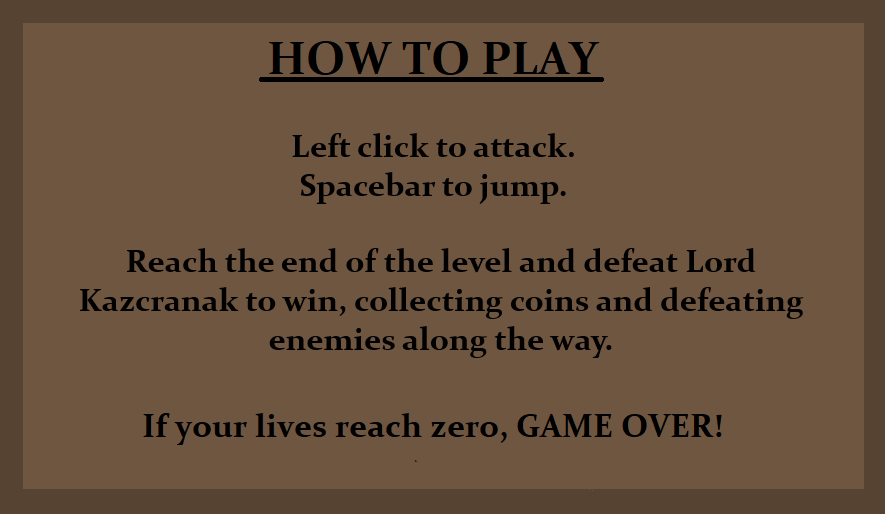 HOW TO PLAY
Left click to attack.
Spacebar to jump.
Reach the end of the level and defeat Lord
Kazcranak to win, collecting coins and defeating
enemies along the way.
If your lives reach zero, GAME OVER!